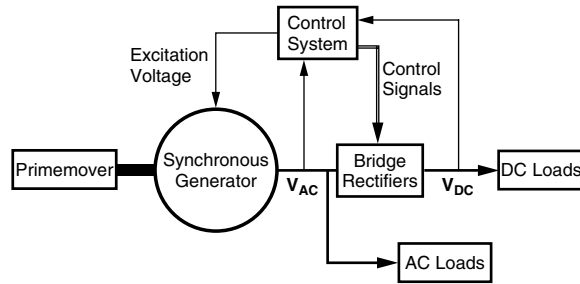 Control
System
Excitation
Voltage
Control
Signals
Primemover
Synchronous
Generator
V_AC
Bridge
Rectifiers
V_DC
DC Loads
AC Loads